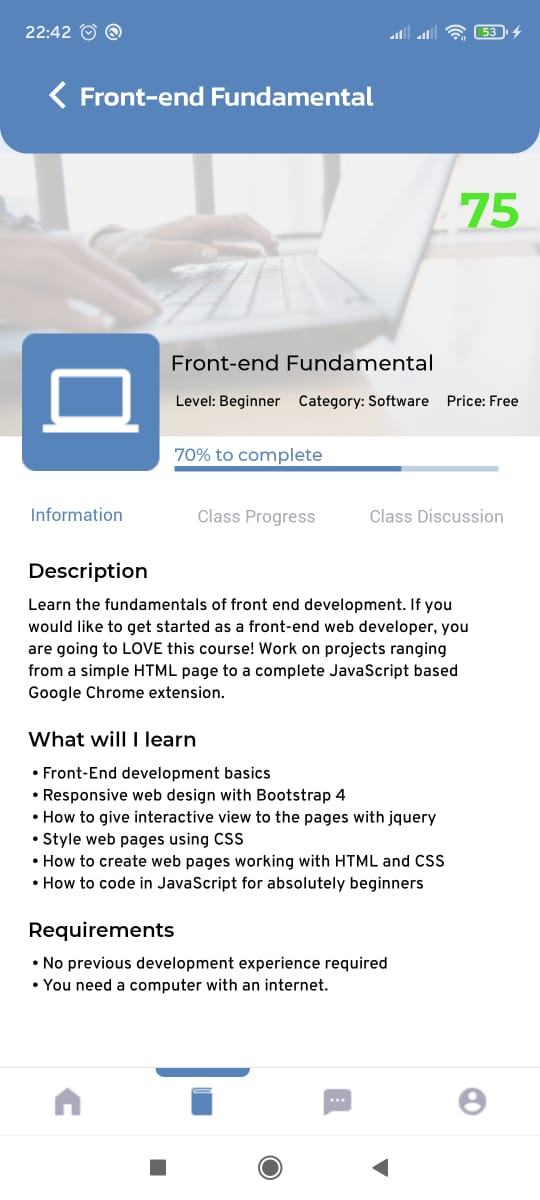 22:42
53
Front-end Fundamental
75
Front-end Fundamental
Level: Beginner Category: Software Price: Free
70% to complete
Information Class Progress Class Discussion
Description
Learn the fundamentals of front end development. If you
would like to get started as a front-end web developer, you
are going to LOVE this course! Work on projects ranging
from a simple HTML page to a complete JavaScript based
Google Chrome extension.
What will I learn
• Front-End development basics
• Responsive web design with Bootstrap 4
• How to give interactive view to the pages with jquery
• Style web pages using CSS
• How to create web pages working with HTML and CSS
• How to code in JavaScript for absolutely beginners
Requirements
• No previous development experience required
• You need a computer with an internet.